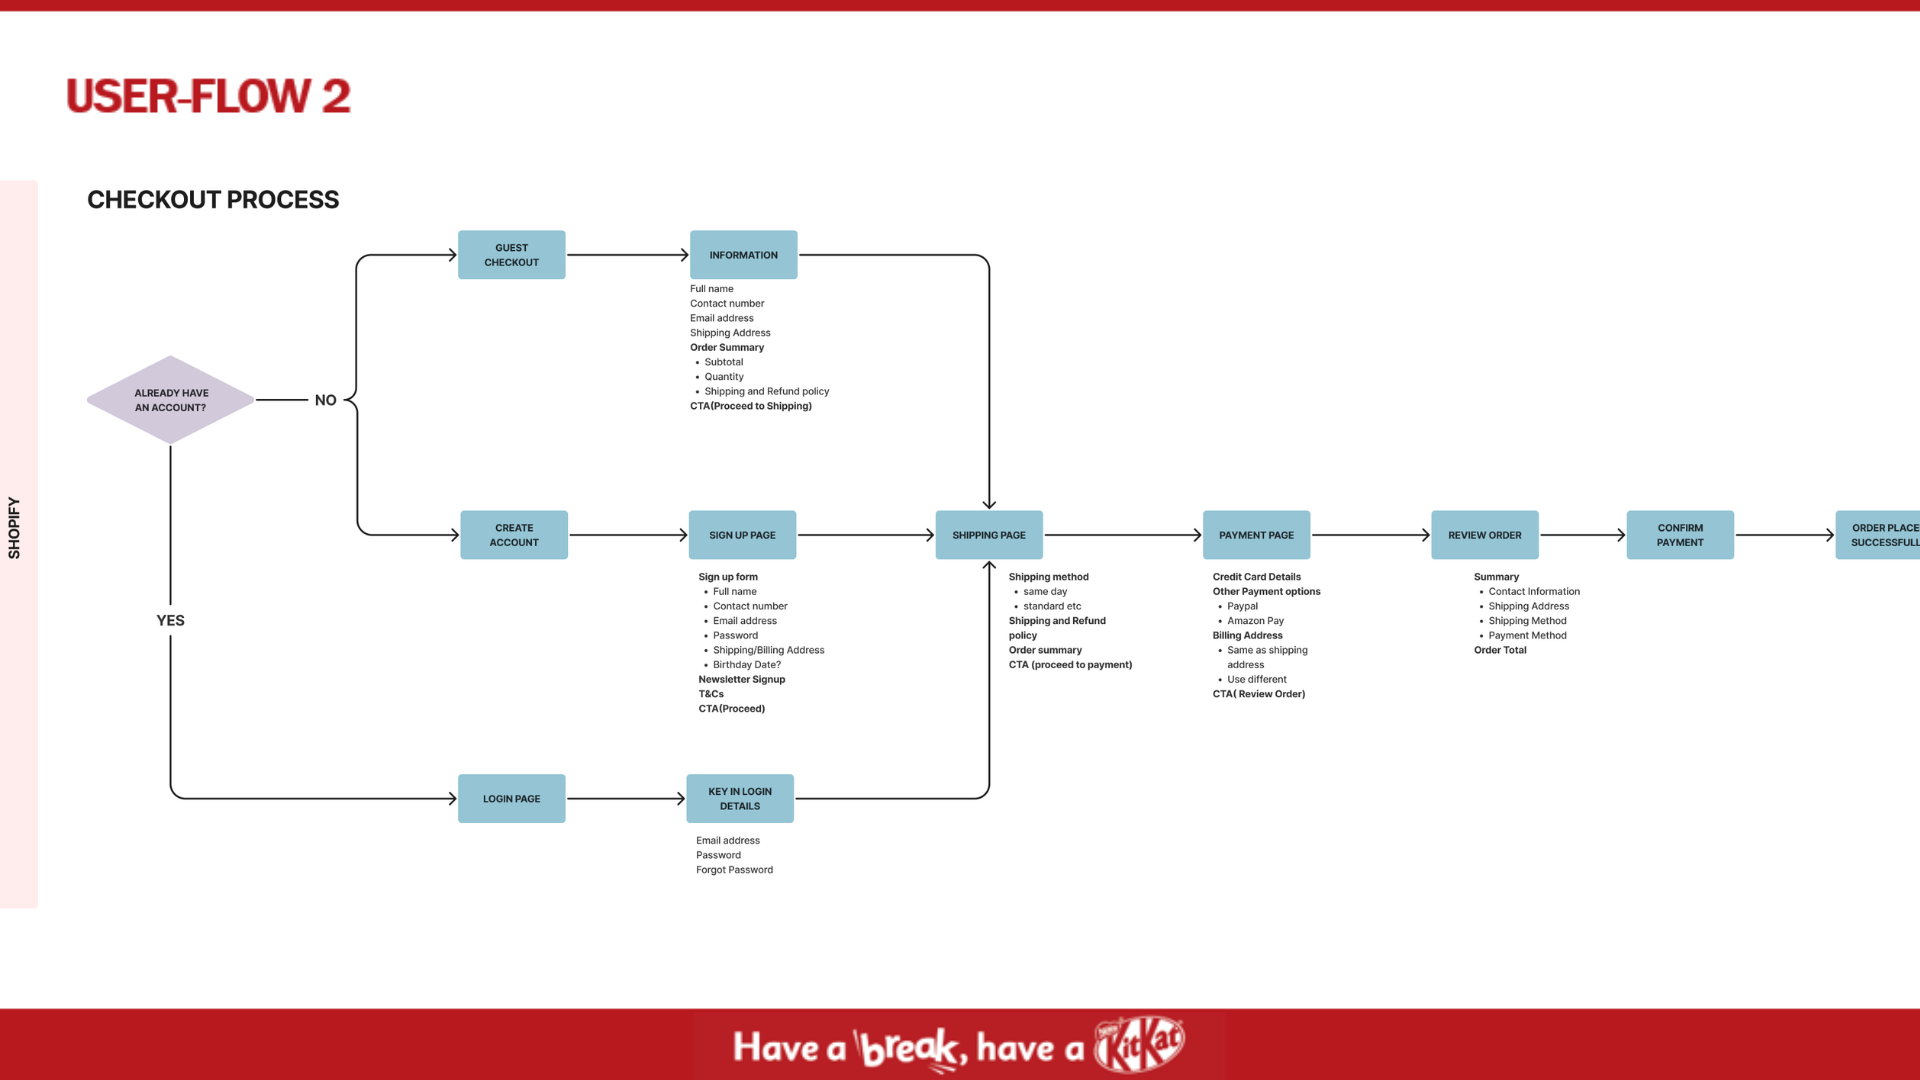 USER-FLOW 2
CHECKOUT PROCESS
SHOPIFY
ALREADY HAVE
AN ACCOUNT?
NO
YES
GUEST
CHECKOUT
INFORMATION
Full name
Contact number
Email address
Shipping Address
Order Summary
• Subtotal
• Quantity
• Shipping and Refund policy
CTA(Proceed to Shipping)
CREATE
ACCOUNT
SIGN UP PAGE
Sign up form
• Full name
• Contact number
• Email address
• Password
• Shipping/Billing Address
• Birthday Date?
Newsletter Signup
T&Cs
CTA(Proceed)
LOGIN PAGE
KEY IN LOGIN
DETAILS
Email address
Password
Forgot Password
SHIPPING PAGE
Shipping method
• same day
• standard etc
Shipping and Refund
policy
Order summary
CTA (proceed to payment)
PAYMENT PAGE
Credit Card Details
Other Payment options
• Paypal
• Amazon Pay
Billing Address
• Same as shipping
address
• Use different
CTA( Review Order)
REVIEW ORDER
Summary
• Contact Information
• Shipping Address
• Shipping Method
• Payment Method
Order Total
CONFIRM
PAYMENT
ORDER PLACE
SUCCESSFULL
Have a break, have a
Nestlé
KitKat